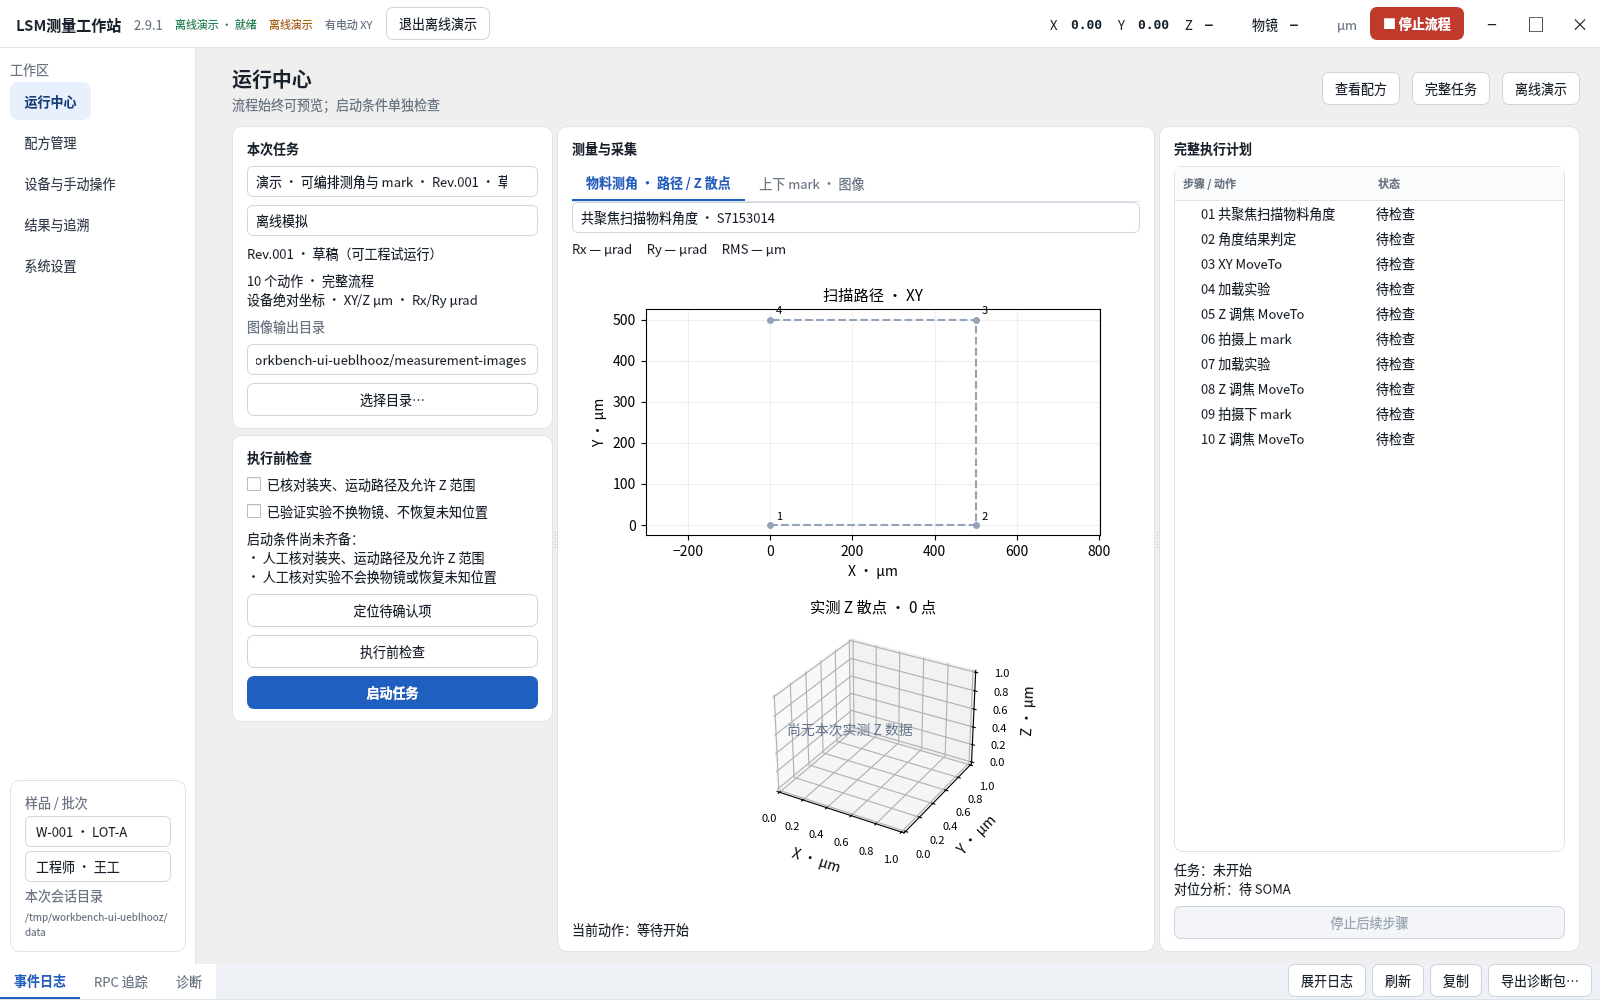 LSM测量工作站 2.9.1 离线演示 · 就绪 离线演示 有电动 XY 退出离线演示 X 0.00 Y 0.00 Z — 物镜 — μm 停止流程
工作区
运行中心
配方管理
设备与手动操作
结果与追溯
系统设置
样品 / 批次
W-001 · LOT-A
工程师 · 王工
本次会话目录
/tmp/workbench-ui-ueblhooz/
data
运行中心
流程始终可预览；启动条件单独检查
查看配方 完整任务 离线演示
本次任务
演示 · 可编排测角与 mark · Rev.001 · 草
离线模拟
Rev.001 · 草稿（可工程试运行）
10 个动作 · 完整流程
设备绝对坐标 · XY/Z μm · Rx/Ry μrad
图像输出目录
orkbench-ui-ueblhooz/measurement-images
选择目录…
执行前检查
已核对装夹、运动路径及允许 Z 范围
已验证实验不换物镜、不恢复未知位置
启动条件尚未齐备：
· 人工核对装夹、运动路径及允许 Z 范围
· 人工核对实验不会换物镜或恢复未知位置
定位待确认项
执行前检查
启动任务
测量与采集
物料测角 · 路径 / Z 散点 上下 mark · 图像
共聚焦扫描物料角度 · S7153014
Rx — μrad Ry — μrad RMS — μm
扫描路径 · XY
4 3
1 2
500
400
300
200
100
0
Y · μm
−200 0 200 400 600 800
X · μm
实测 Z 散点 · 0 点
尚无本次实测 Z 数据
1.0
0.8
0.6
0.4
0.2
0.0
Z · μm
1.0
0.8
0.6
0.4
0.2
0.0
Y · μm
0.0 0.2 0.4 0.6 0.8 1.0
X · μm
当前动作：等待开始
完整执行计划
步骤 / 动作 状态
01 共聚焦扫描物料角度 待检查
02 角度结果判定 待检查
03 XY MoveTo 待检查
04 加载实验 待检查
05 Z 调焦 MoveTo 待检查
06 拍摄上 mark 待检查
07 加载实验 待检查
08 Z 调焦 MoveTo 待检查
09 拍摄下 mark 待检查
10 Z 调焦 MoveTo 待检查
任务：未开始
对位分析：待 SOMA
停止后续步骤
事件日志 RPC 追踪 诊断 展开日志 刷新 复制 导出诊断包…